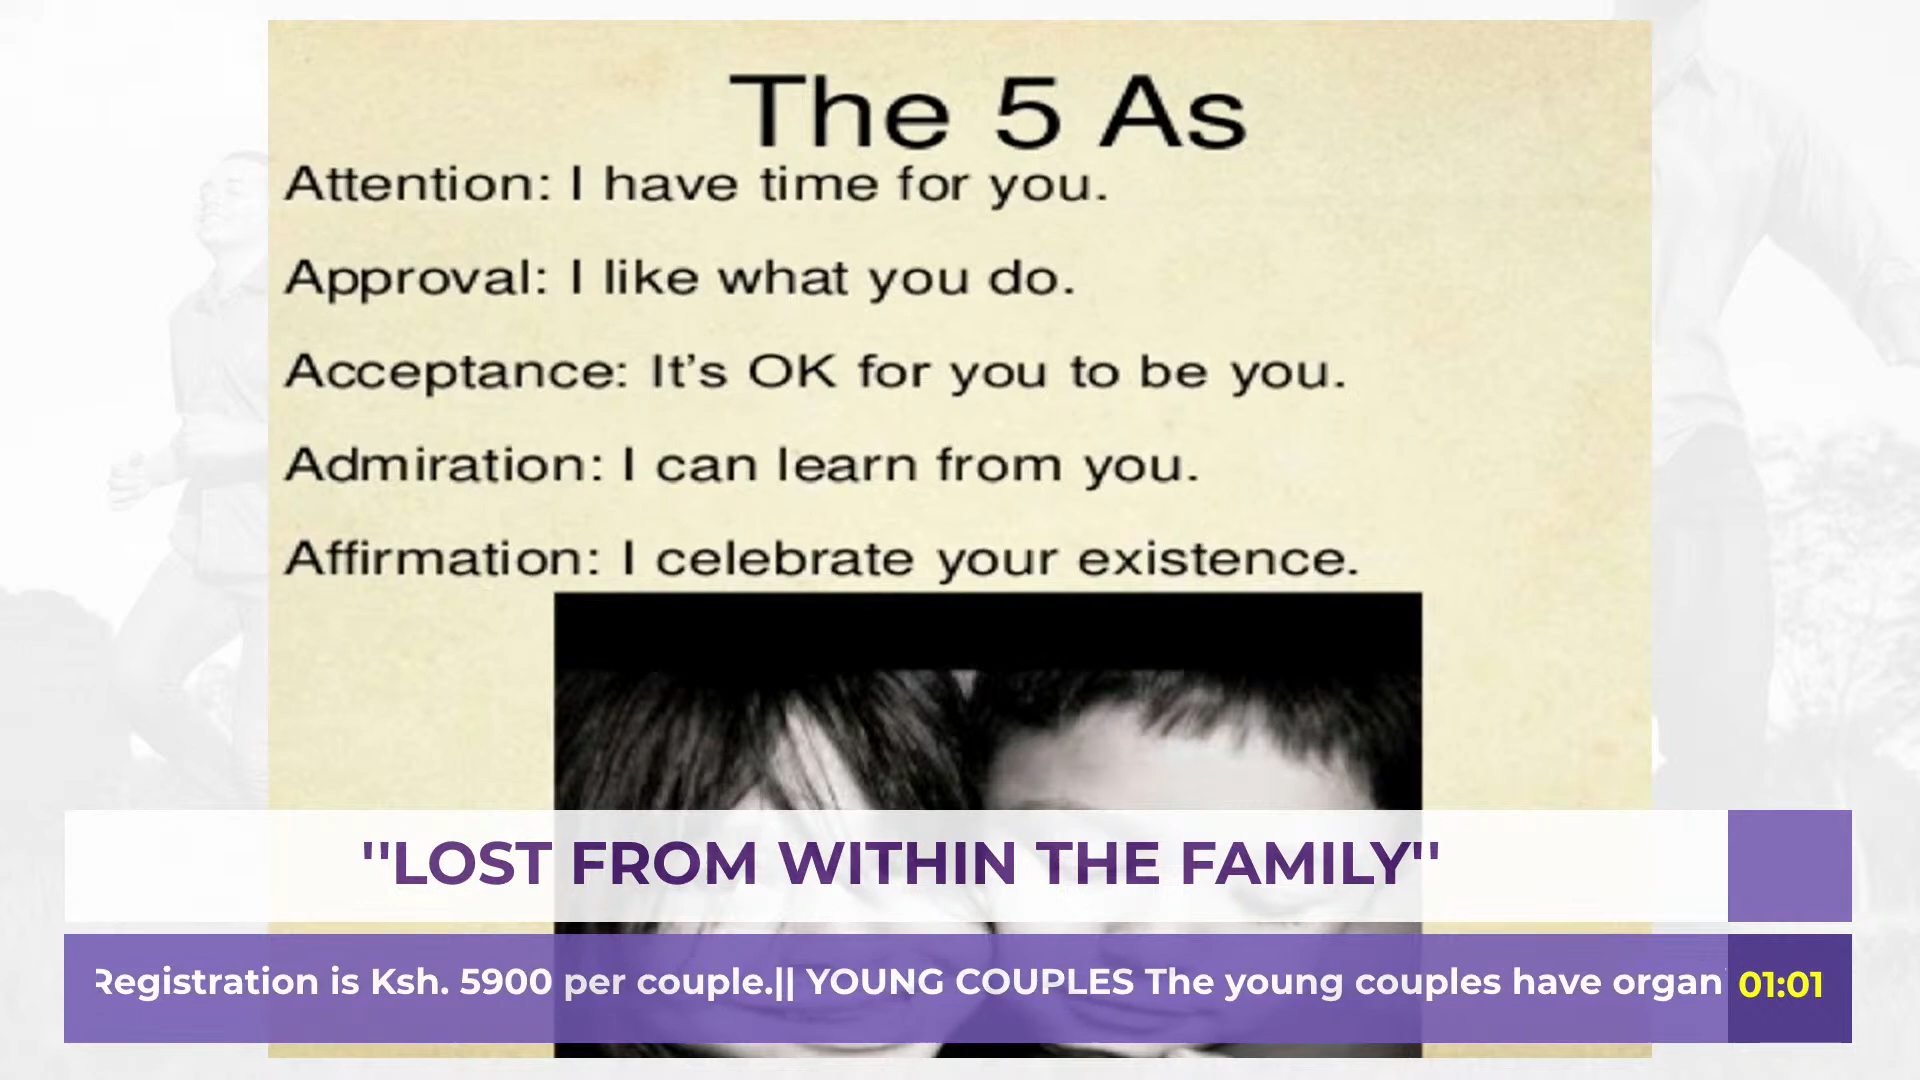 The 5 As
Attention: I have time for you.
Approval: I like what you do.
Acceptance: It’s OK for you to be you.
Admiration: I can learn from you.
Affirmation: I celebrate your existence.
''LOST FROM WITHIN THE FAMILY''
Registration is Ksh. 5900 per couple.|| YOUNG COUPLES The young couples have organ
01:01